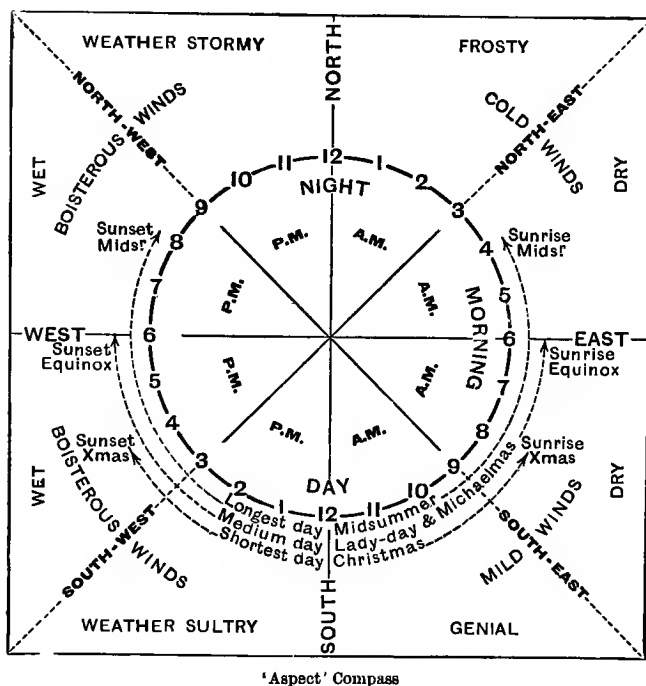 WEATHER STORMY
NORTH
FROSTY
NORTH-WEST
BOISTEROUS WINDS
COLD WINDS
NORTH-EAST
WET
DRY
12
11
1
10
2
NIGHT
9
3
Sunset
Midsr
8
P.M.
A.M.
4
Sunrise
Midsr
7
P.M.
A.M.
5
MORNING
WEST
6
6
EAST
Sunset
Equinox
Sunrise
Equinox
5
P.M.
A.M.
7
4
P.M.
A.M.
8
Sunset
Xmas
Sunrise
Xmas
3
9
2
10
DAY
1
12
11
WET
DRY
Longest day Midsummer
Medium day Lady-day & Michaelmas
Shortest day Christmas
BOISTEROUS WINDS
MILD WINDS
SOUTH-WEST
SOUTH-EAST
SOUTH
WEATHER SULTRY
GENIAL
'Aspect' Compass